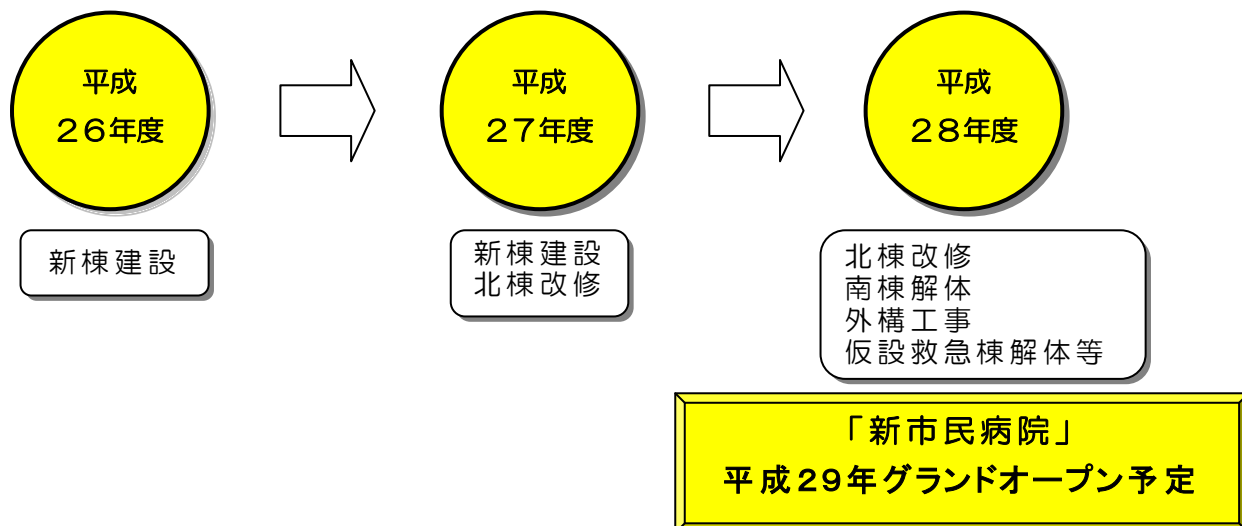 平成
２６年度
新棟建設
平成
２７年度
新棟建設
北棟改修
平成
２８年度
北棟改修
南棟解体
外構工事
仮設救急棟解体等
「新市民病院」
平成２９年グランドオープン予定